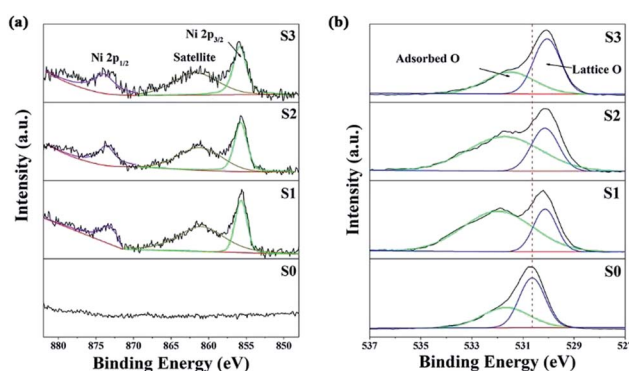 (a)
Ni 2p3/2
S3
Ni 2p1/2
Satellite
S2
S1
S0
Intensity (a.u.)
880 875 870 865 860 855 850
Binding Energy (eV)
(b)
S3
Adsorbed O
Lattice O
S2
S1
S0
Intensity (a.u.)
537 535 533 531 529 527
Binding Energy (eV)